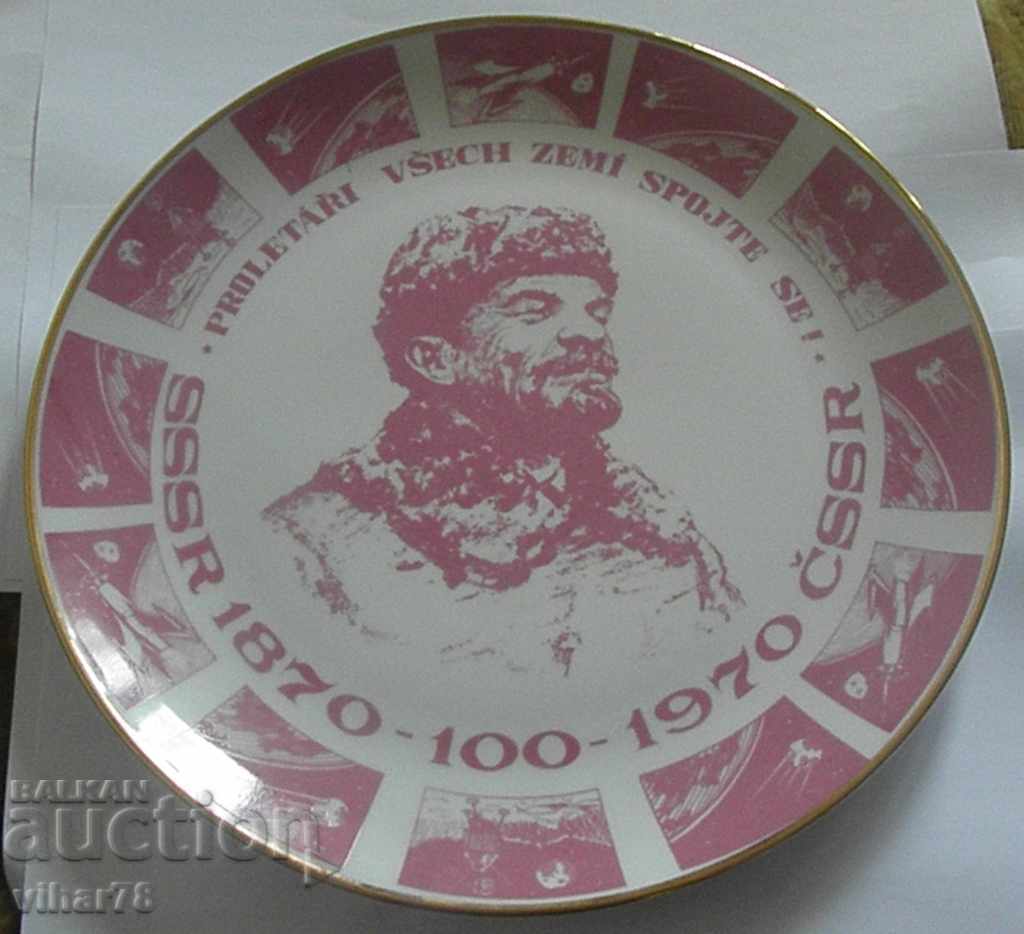 * PROLETÁŘI VŠECH ZEMÍ SPOJTE SE! *
SSSR 1870-100-1970 ČSSR
BALKAN
auction
vihar78